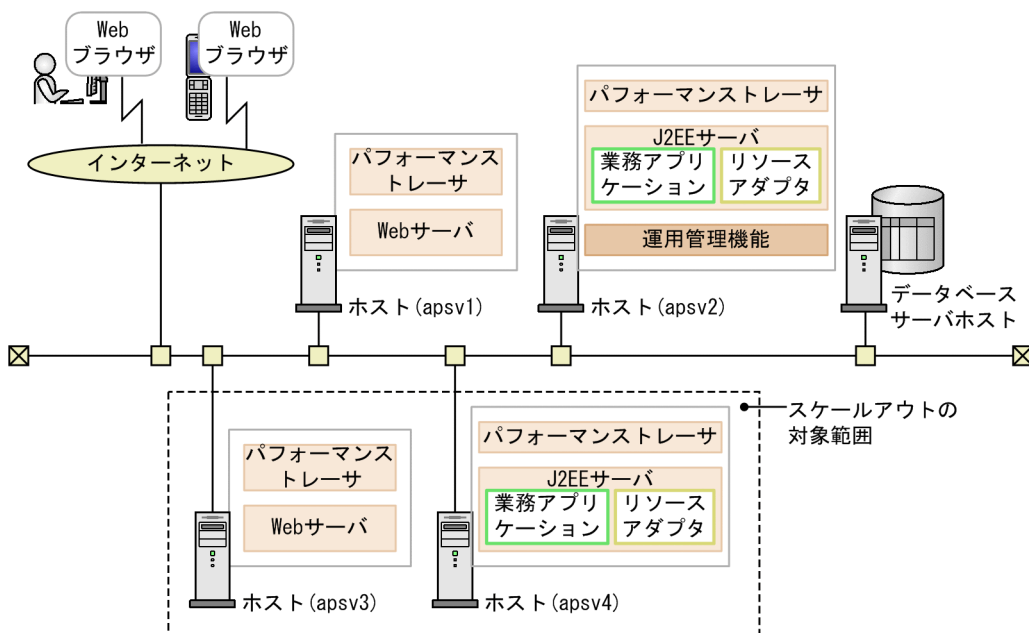 Web
ブラウザ
Web
ブラウザ
インターネット
パフォーマンス
トレーサ
Webサーバ
ホスト(apsv1)
パフォーマンストレーサ
J2EEサーバ
業務アプリ
ケーション
リソース
アダプタ
運用管理機能
ホスト(apsv2)
データベース
サーバホスト
スケールアウトの
対象範囲
パフォーマンス
トレーサ
Webサーバ
ホスト(apsv3)
パフォーマンストレーサ
J2EEサーバ
業務アプリ
ケーション
リソース
アダプタ
ホスト(apsv4)